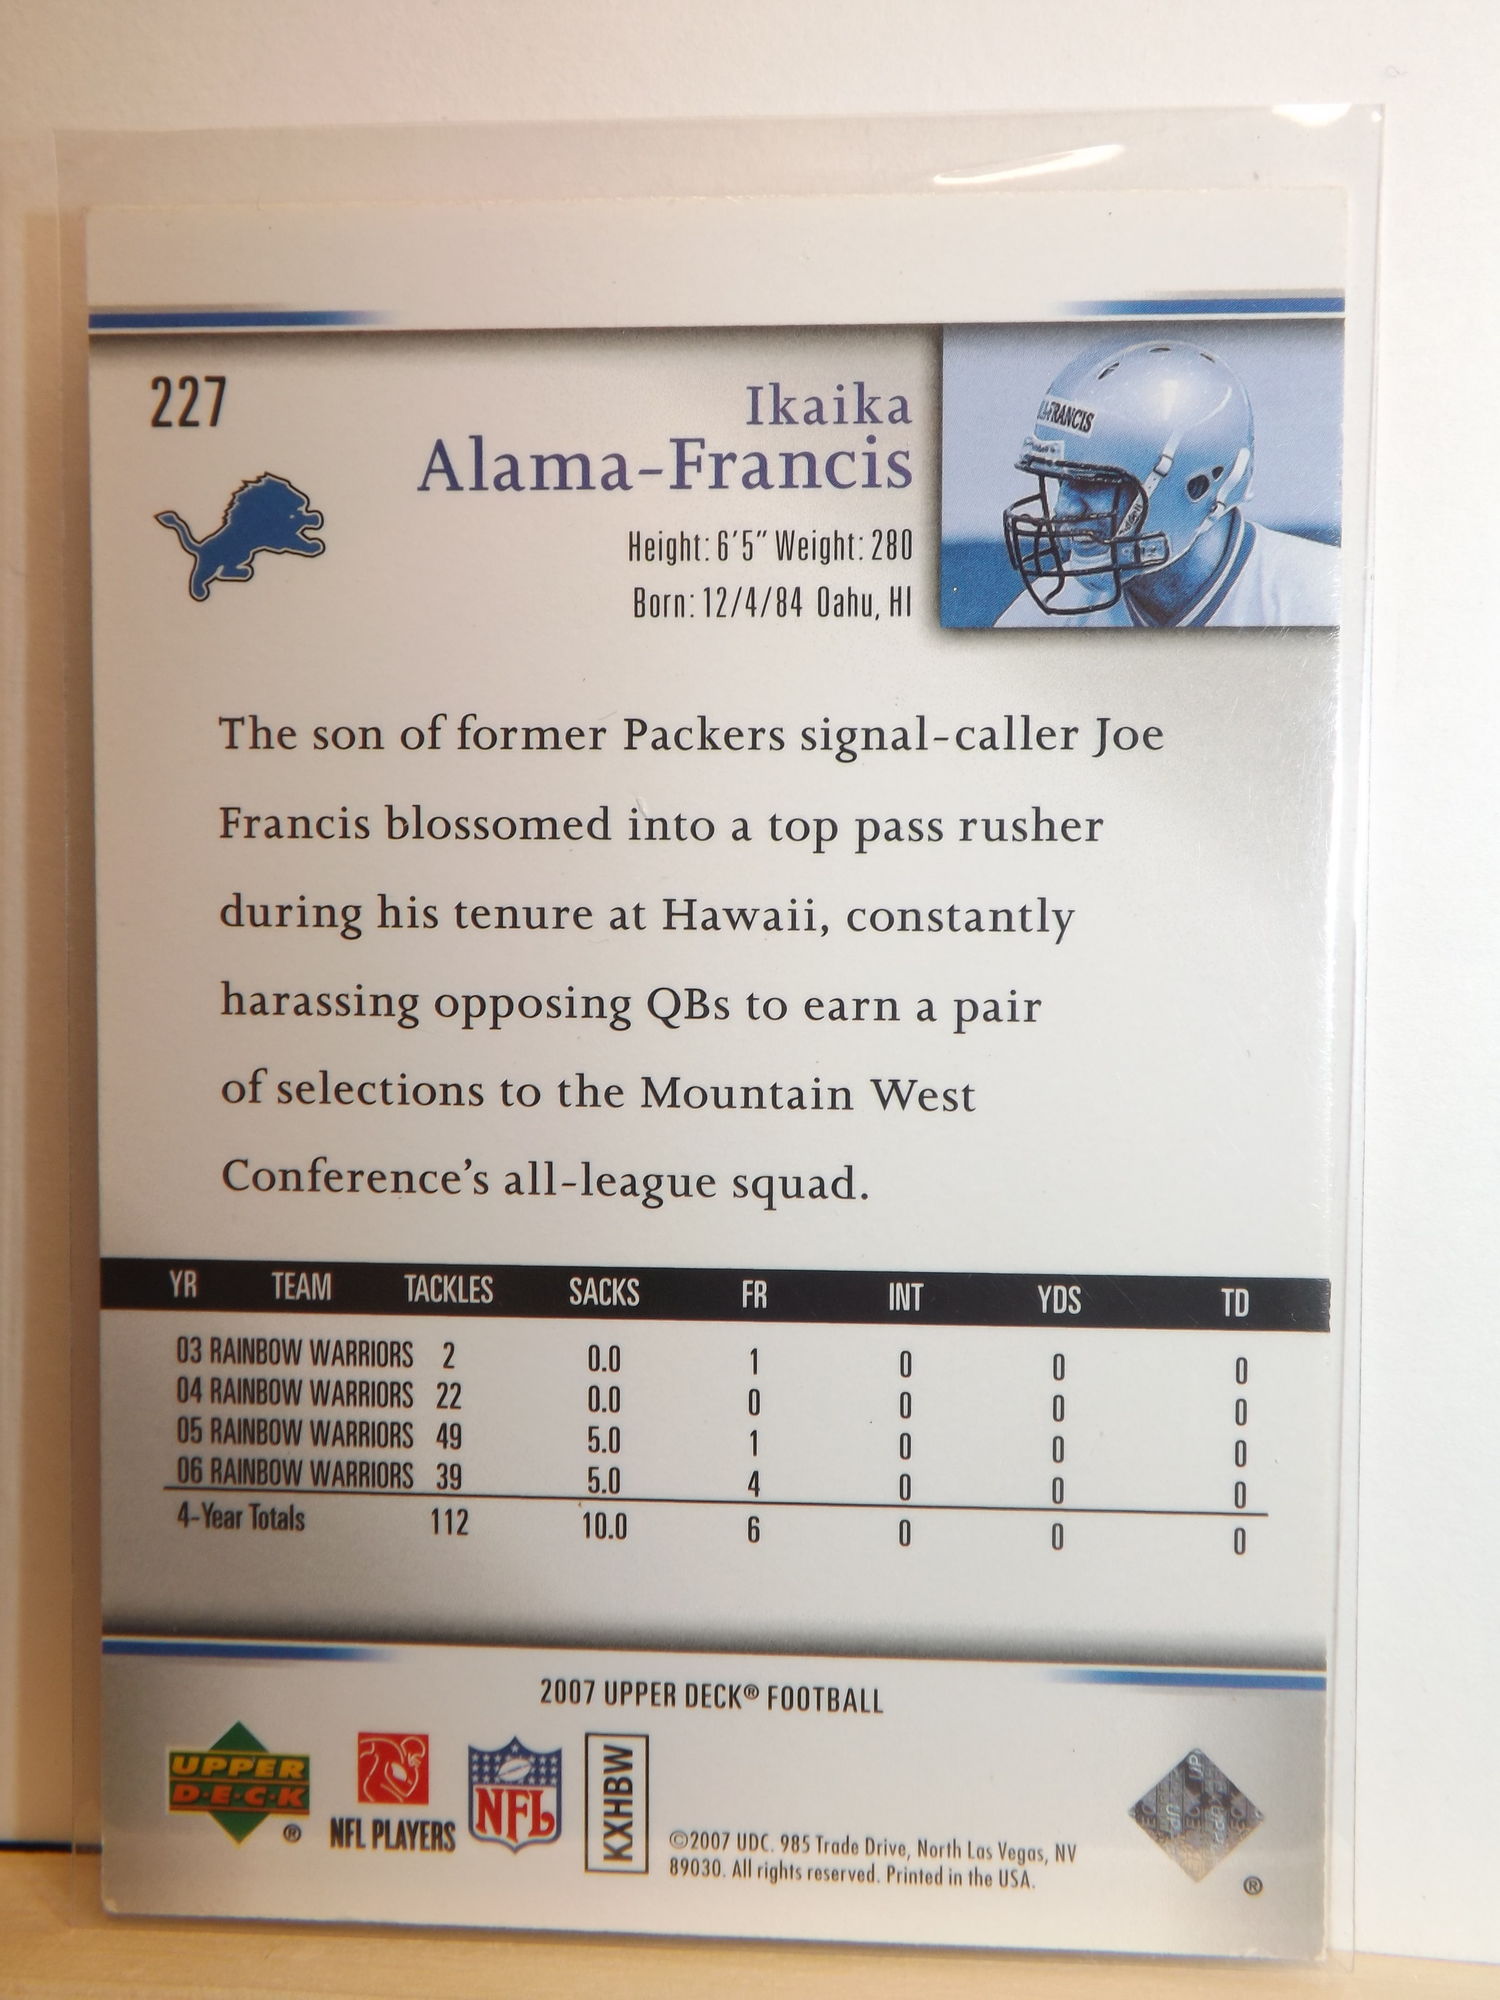 227
Ikaika
Alama-Francis
Height: 6'5" Weight: 280
Born: 12/4/84 Oahu, HI
FRANCIS
The son of former Packers signal-caller Joe
Francis blossomed into a top pass rusher
during his tenure at Hawaii, constantly
harassing opposing QBs to earn a pair
of selections to the Mountain West
Conference's all-league squad.
YR TEAM TACKLES SACKS FR INT YDS TD
03 RAINBOW WARRIORS 2 0.0 1 0 0 0
04 RAINBOW WARRIORS 22 0.0 0 0 0 0
05 RAINBOW WARRIORS 49 5.0 1 0 0 0
06 RAINBOW WARRIORS 39 5.0 4 0 0 0
4-Year Totals 112 10.0 6 0 0 0
2007 UPPER DECK® FOOTBALL
UPPER
D·E·C·K
®
NFL PLAYERS
NFL
KXHBW
©2007 UDC. 985 Trade Drive, North Las Vegas, NV
89030. All rights reserved. Printed in the USA.
®